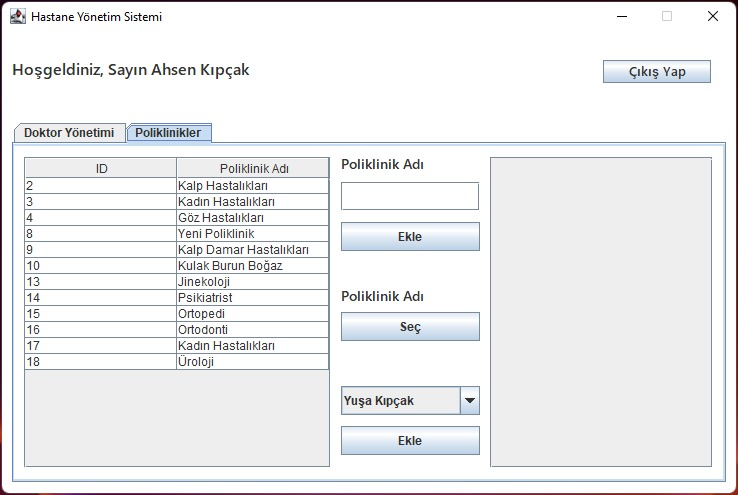 Hastane Yönetim Sistemi
Hoşgeldiniz, Sayın Ahsen Kıpçak
Çıkış Yap
Doktor Yönetimi
Poliklinikler
ID Poliklinik Adı
2 Kalp Hastalıkları
3 Kadın Hastalıkları
4 Göz Hastalıkları
8 Yeni Poliklinik
9 Kalp Damar Hastalıkları
10 Kulak Burun Boğaz
13 Jinekoloji
14 Psikiatrist
15 Ortopedi
16 Ortodonti
17 Kadın Hastalıkları
18 Üroloji
Poliklinik Adı
Ekle
Poliklinik Adı
Seç
Yuşa Kıpçak
Ekle